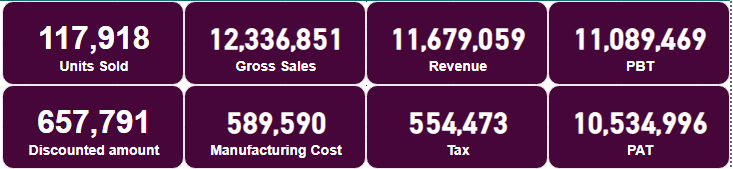 117,918
Units Sold
12,336,851
Gross Sales
11,679,059
Revenue
11,089,469
PBT
657,791
Discounted amount
589,590
Manufacturing Cost
554,473
Tax
10,534,996
PAT